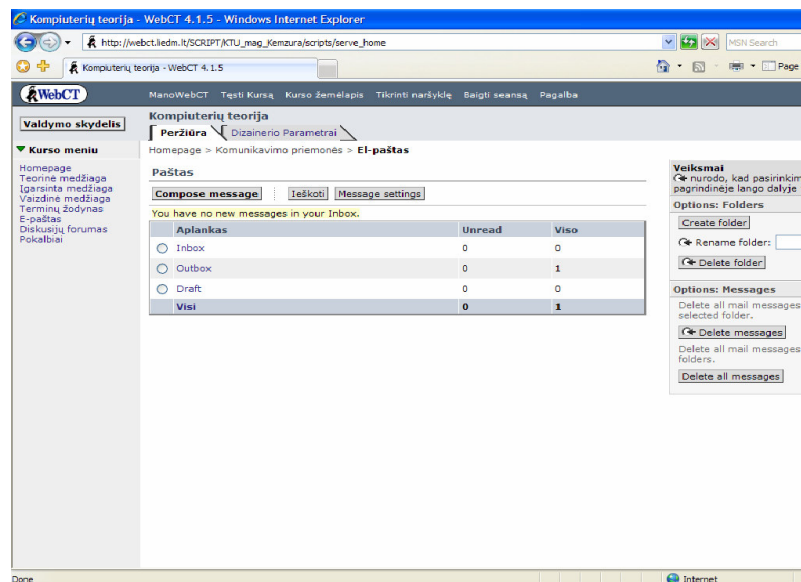 Kompiuterių teorija - WebCT 4.1.5 - Windows Internet Explorer
http://webct.liedm.lt/SCRIPT/KTU_mag_Kemzura/scripts/serve_home
MSN Search
Kompiuterių teorija - WebCT 4.1.5
Page
WebCT
ManoWebCT Tęsti Kursą Kurso žemėlapis Tikrinti naršyklę Baigti seansą Pagalba
Valdymo skydelis
Kompiuterių teorija
Peržiūra Dizainerio Parametrai
Kurso meniu
Homepage > Komunikavimo priemonės > El-paštas
Homepage
Teorinė medžiaga
Įgarsinta medžiaga
Vaizdinė medžiaga
Terminų žodynas
E-paštas
Diskusijų forumas
Pokalbiai
Paštas
Compose message Ieškoti Message settings
You have no new messages in your Inbox.
Aplankas Unread Viso
Inbox 0 0
Outbox 0 1
Draft 0 0
Visi 0 1
Veiksmai
nurodo, kad pasirinkim
pagrindinėje lango dalyje
Options: Folders
Create folder
Rename folder:
Delete folder
Options: Messages
Delete all mail messages
selected folder.
Delete messages
Delete all mail messages
folders.
Delete all messages
Done Internet